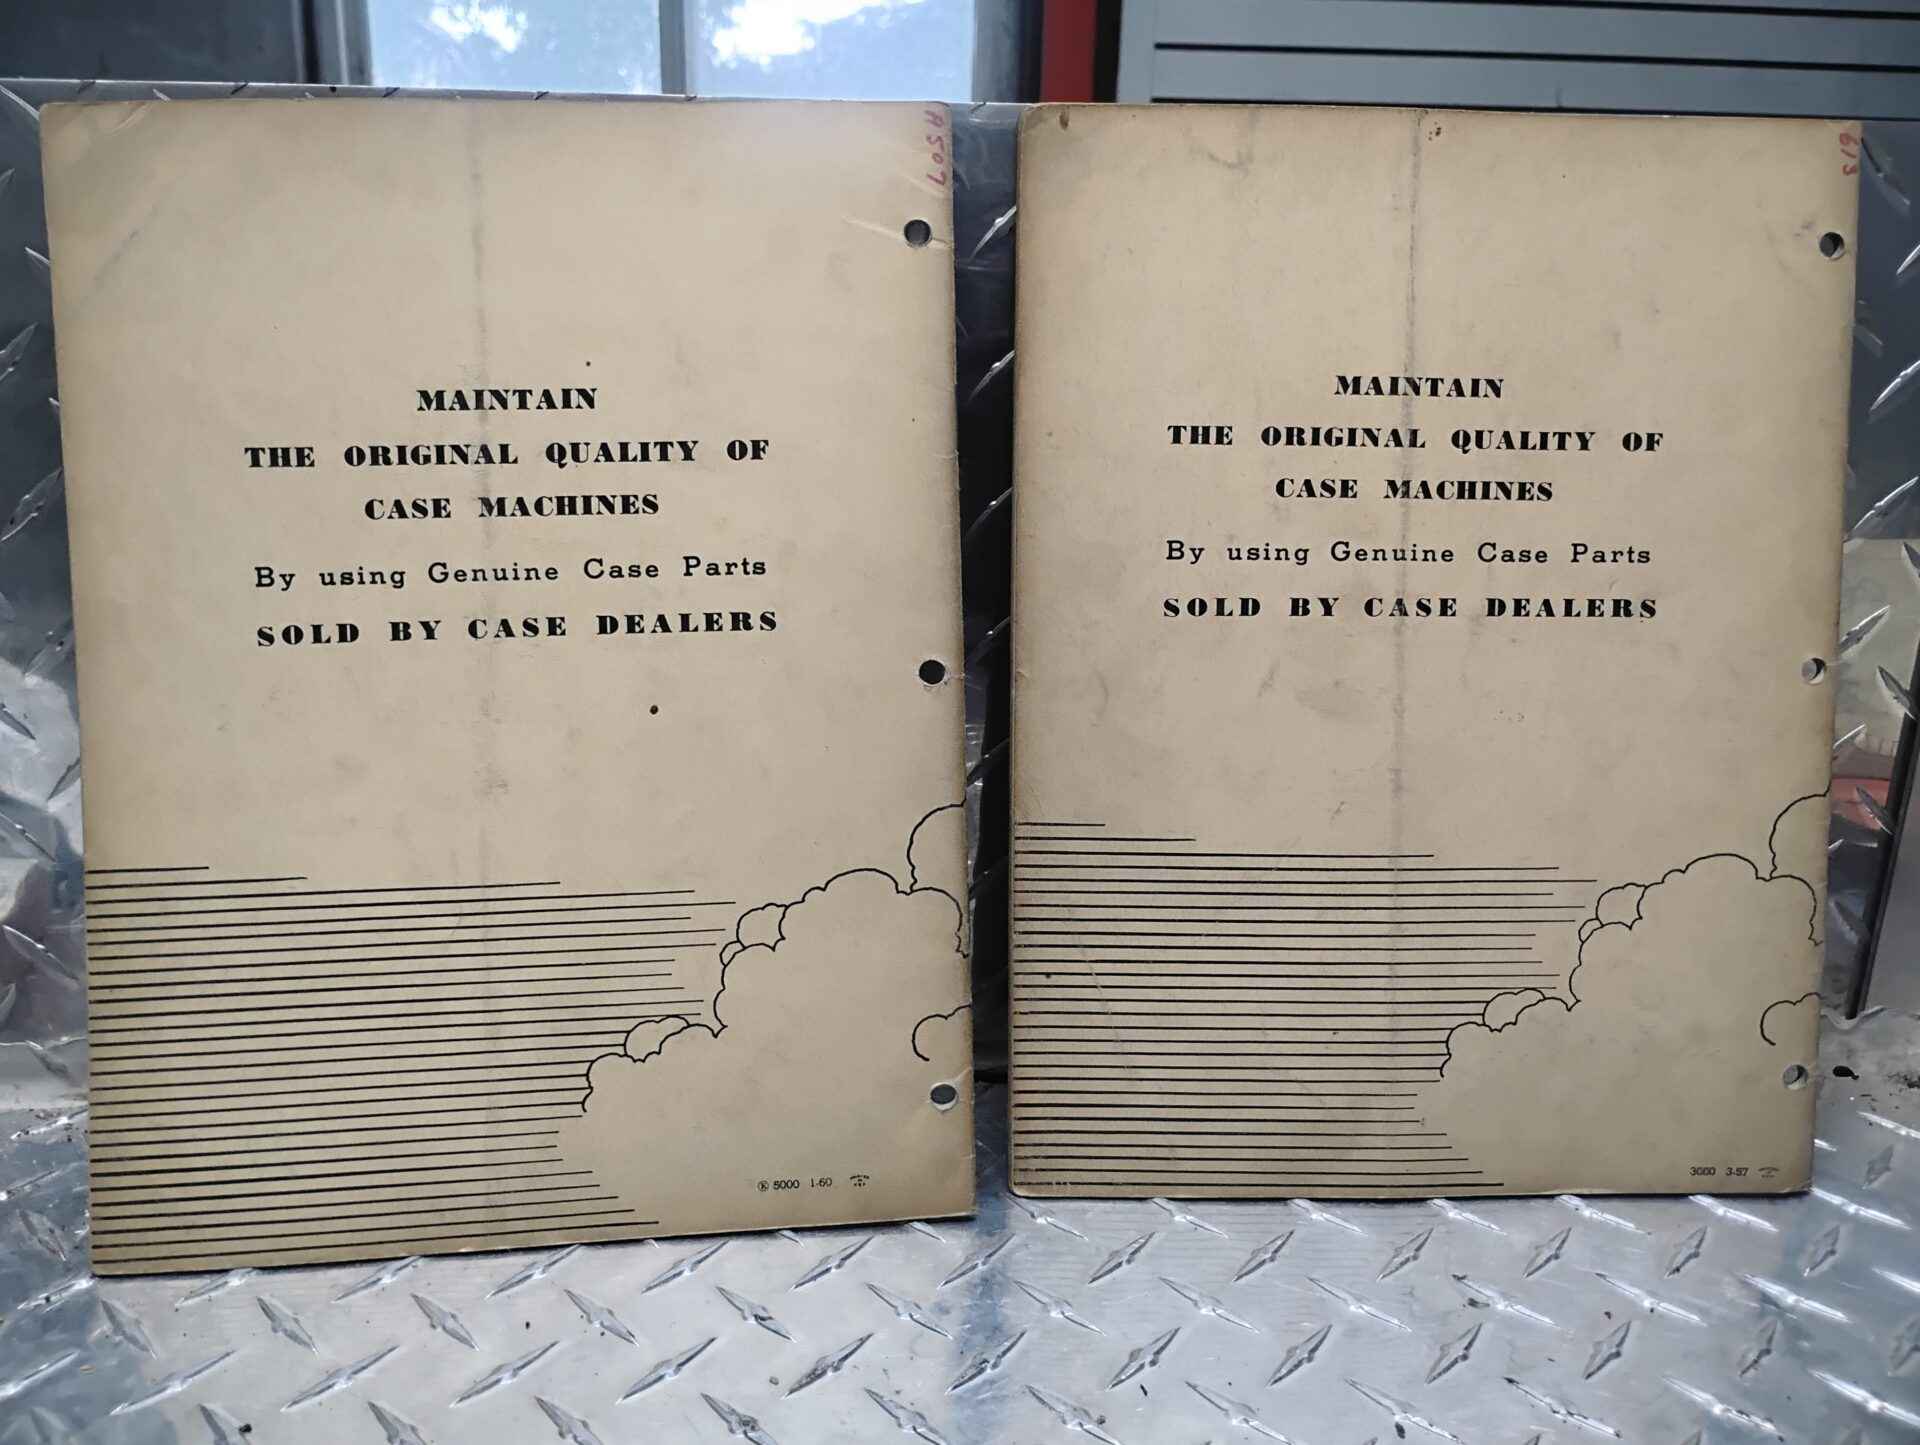 A507
MAINTAIN
THE ORIGINAL QUALITY OF
CASE MACHINES
By using Genuine Case Parts
SOLD BY CASE DEALERS
Ⓚ 5000 1-60
613
MAINTAIN
THE ORIGINAL QUALITY OF
CASE MACHINES
By using Genuine Case Parts
SOLD BY CASE DEALERS
3000 3-57